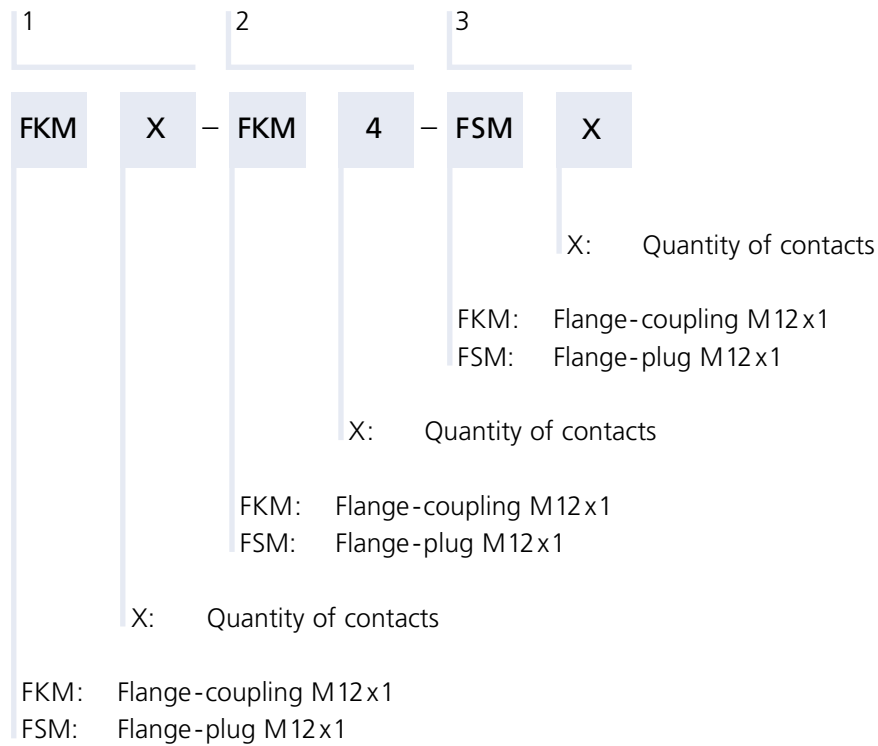 1 2 3
FKM X – FKM 4 – FSM X
X: Quantity of contacts
FKM: Flange-coupling M12x1
FSM: Flange-plug M12x1
X: Quantity of contacts
FKM: Flange-coupling M12x1
FSM: Flange-plug M12x1
X: Quantity of contacts
FKM: Flange-coupling M12x1
FSM: Flange-plug M12x1